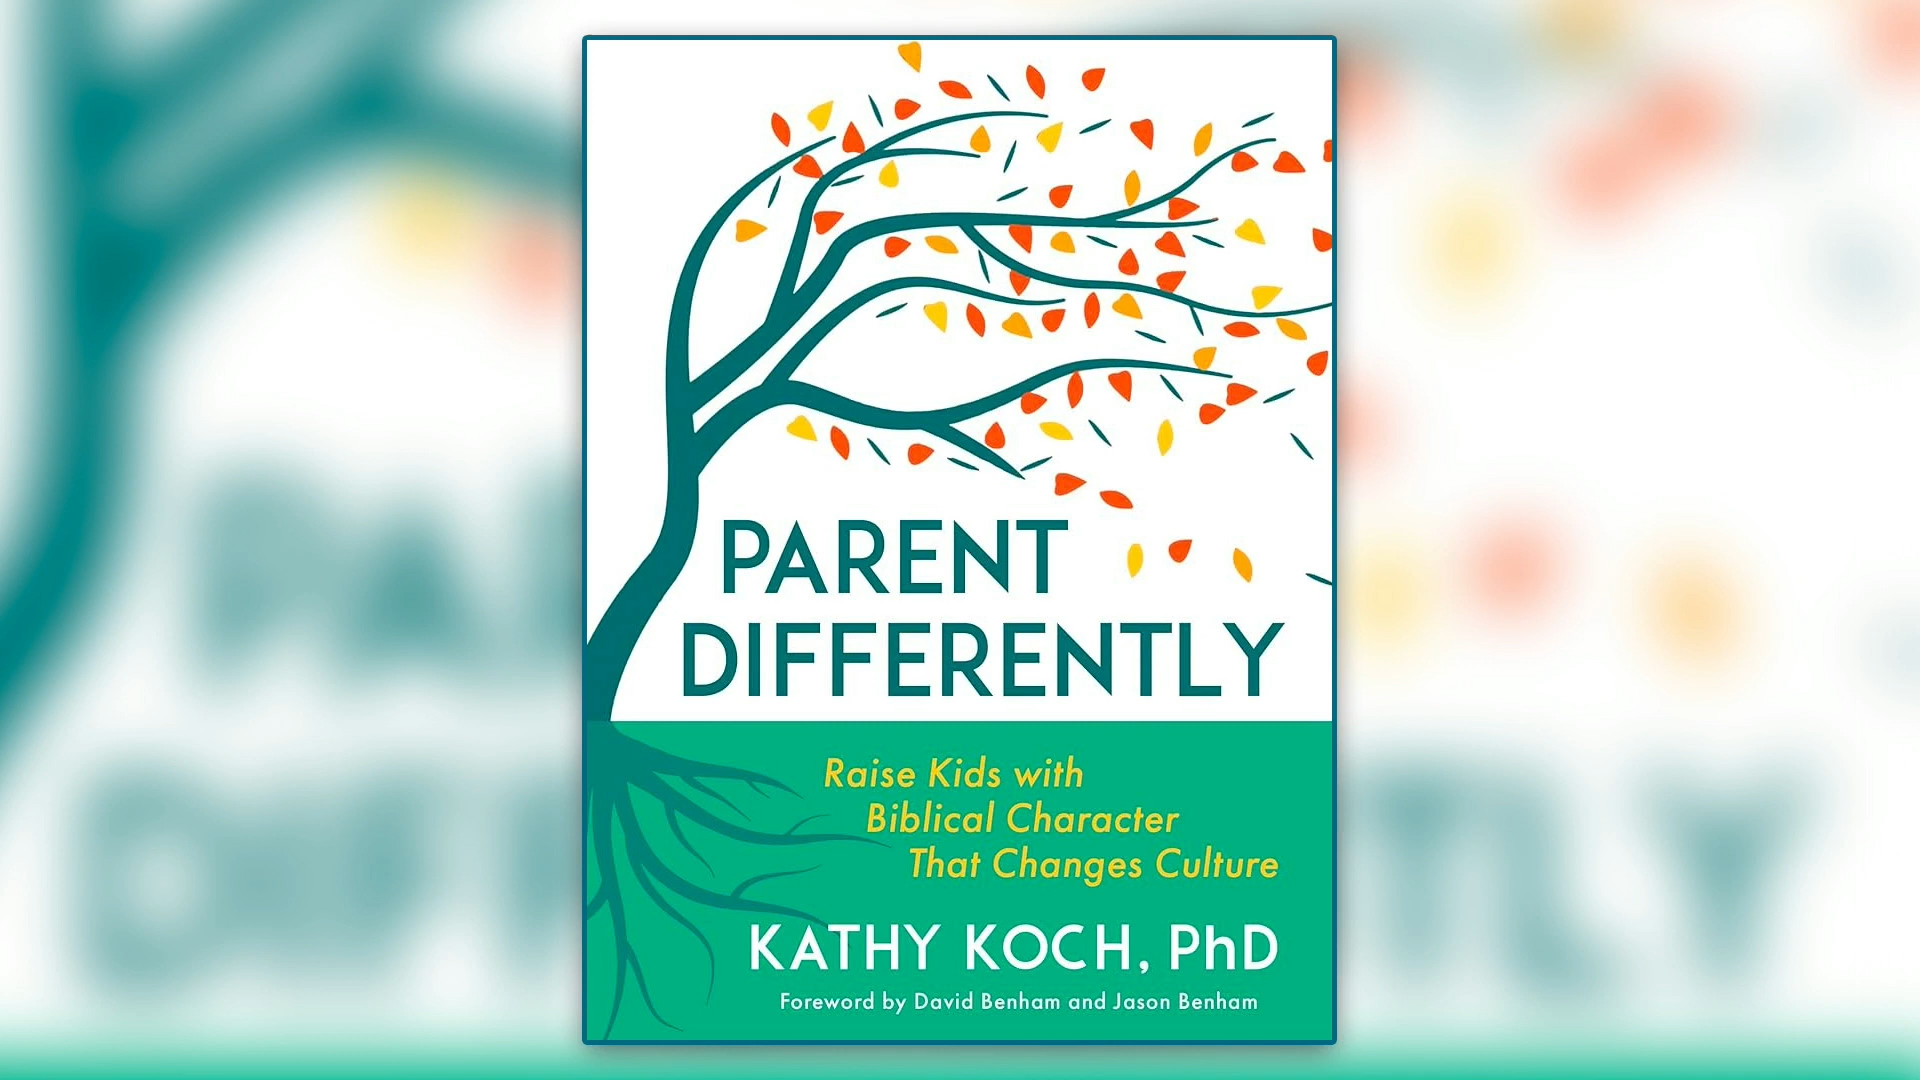 PARENT
DIFFERENTLY
Raise Kids with
Biblical Character
That Changes Culture
KATHY KOCH, PhD
Foreword by David Benham and Jason Benham